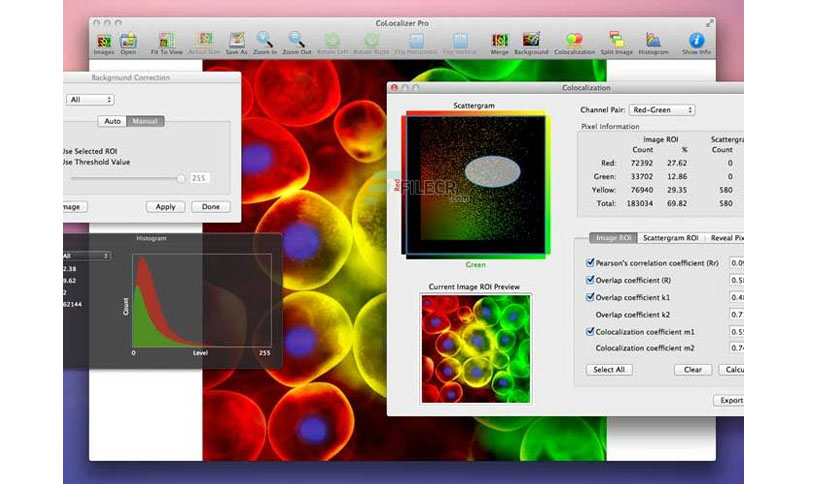 CoLocalizer Pro
Images Open Fit To View Actual Size Save As Zoom In Zoom Out Rotate Left Rotate Right Flip Horizontal Flip Vertical Merge Background Colocalization Split Image Histogram Show Info
Background Correction
All
Auto Manual
Use Selected ROI
Use Threshold Value
255
mage
Apply Done
Histogram
All
2.38
9.62
2
62144
Count
0 Level 255
Colocalization
Scattergram
Red
Green
FILECR
.com
Current Image ROI Preview
Channel Pair: Red-Green
Pixel Information
Image ROI Scattergra
Count % Count
Red: 72392 27.62 0
Green: 33702 12.86 0
Yellow: 76940 29.35 580
Total: 183034 69.82 580
Image ROI Scattergram ROI Reveal Pix
Pearson's correlation coefficient (Rr) 0.0
Overlap coefficient (R) 0.5
Overlap coefficient k1 0.4
Overlap coefficient k2 0.7
Colocalization coefficient m1 0.5
Colocalization coefficient m2 0.7
Select All Clear Calcu
Export